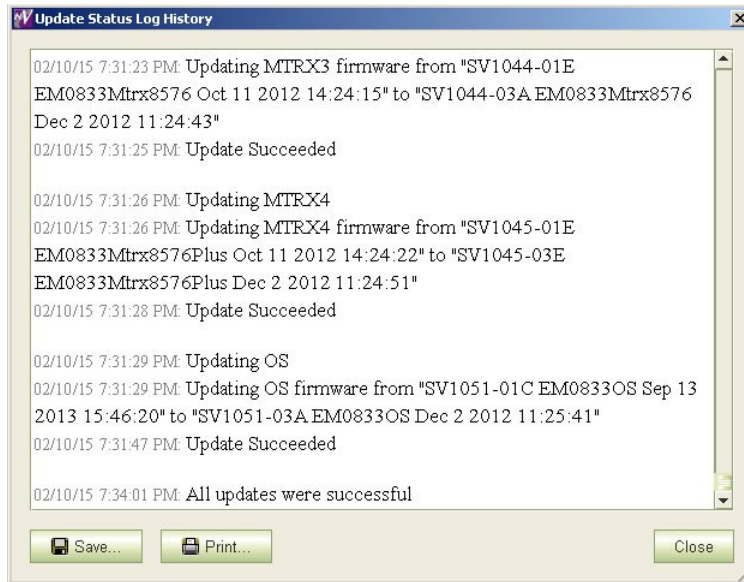 Update Status Log History
02/10/15 7:31:23 PM: Updating MTRX3 firmware from "SV1044-01E
EM0833Mtrx8576 Oct 11 2012 14:24:15" to "SV1044-03A EM0833Mtrx8576
Dec 2 2012 11:24:43"
02/10/15 7:31:25 PM: Update Succeeded
02/10/15 7:31:26 PM: Updating MTRX4
02/10/15 7:31:26 PM: Updating MTRX4 firmware from "SV1045-01E
EM0833Mtrx8576Plus Oct 11 2012 14:24:22" to "SV1045-03E
EM0833Mtrx8576Plus Dec 2 2012 11:24:51"
02/10/15 7:31:28 PM: Update Succeeded
02/10/15 7:31:29 PM: Updating OS
02/10/15 7:31:29 PM: Updating OS firmware from "SV1051-01C EM0833OS Sep 13
2013 15:46:20" to "SV1051-03A EM0833OS Dec 2 2012 11:25:41"
02/10/15 7:31:47 PM: Update Succeeded
02/10/15 7:34:01 PM: All updates were successful
Save... Print... Close